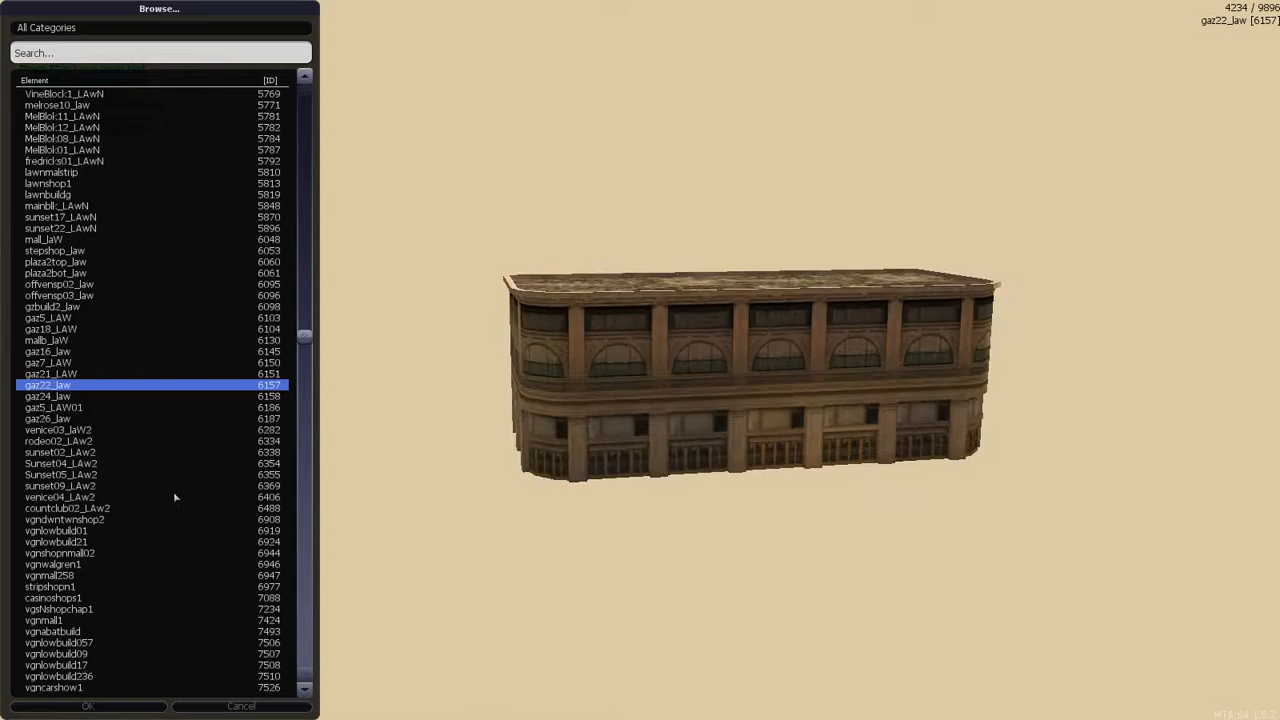 Browse...
4234 / 9896
gaz22_law [6157]
All Categories
Search...
Element [ID]
VineBlock1_LAwN 5769
melrose10_law 5771
MelBlok11_LAwN 5781
MelBlok12_LAwN 5782
MelBlok08_LAwN 5784
MelBlok01_LAwN 5787
fredricks01_LAwN 5792
lawnmalstrip 5810
lawnshop1 5813
lawnbuildg 5819
mainblk_LAwN 5848
sunset17_LAwN 5870
sunset22_LAwN 5896
mall_laW 6048
stepshop_law 6053
plaza2top_law 6060
plaza2bot_law 6061
offvensp02_law 6095
offvensp03_law 6096
gzbuild2_law 6098
gaz5_LAW 6103
gaz18_LAW 6104
mallb_laW 6130
gaz16_law 6145
gaz7_LAW 6150
gaz21_LAW 6151
gaz22_law 6157
gaz24_law 6158
gaz5_LAW01 6186
gaz26_law 6187
venice03_laW2 6282
rodeo02_LAw2 6334
sunset02_LAw2 6338
Sunset04_LAw2 6354
Sunset05_LAw2 6355
sunset09_LAw2 6369
venice04_LAw2 6406
countclub02_LAw2 6488
vgndwntwnshop2 6908
vgnlowbuild01 6919
vgnlowbuild21 6924
vgnshopnmall02 6944
vgnwalgren1 6946
vgnmall258 6947
stripshopn1 6977
casinoshops1 7088
vgsNshopchap1 7234
vgnmall1 7424
vgnabatbuild 7493
vgnlowbuild057 7506
vgnlowbuild09 7507
vgnlowbuild17 7508
vgnlowbuild236 7510
vgncarshow1 7526
OK Cancel